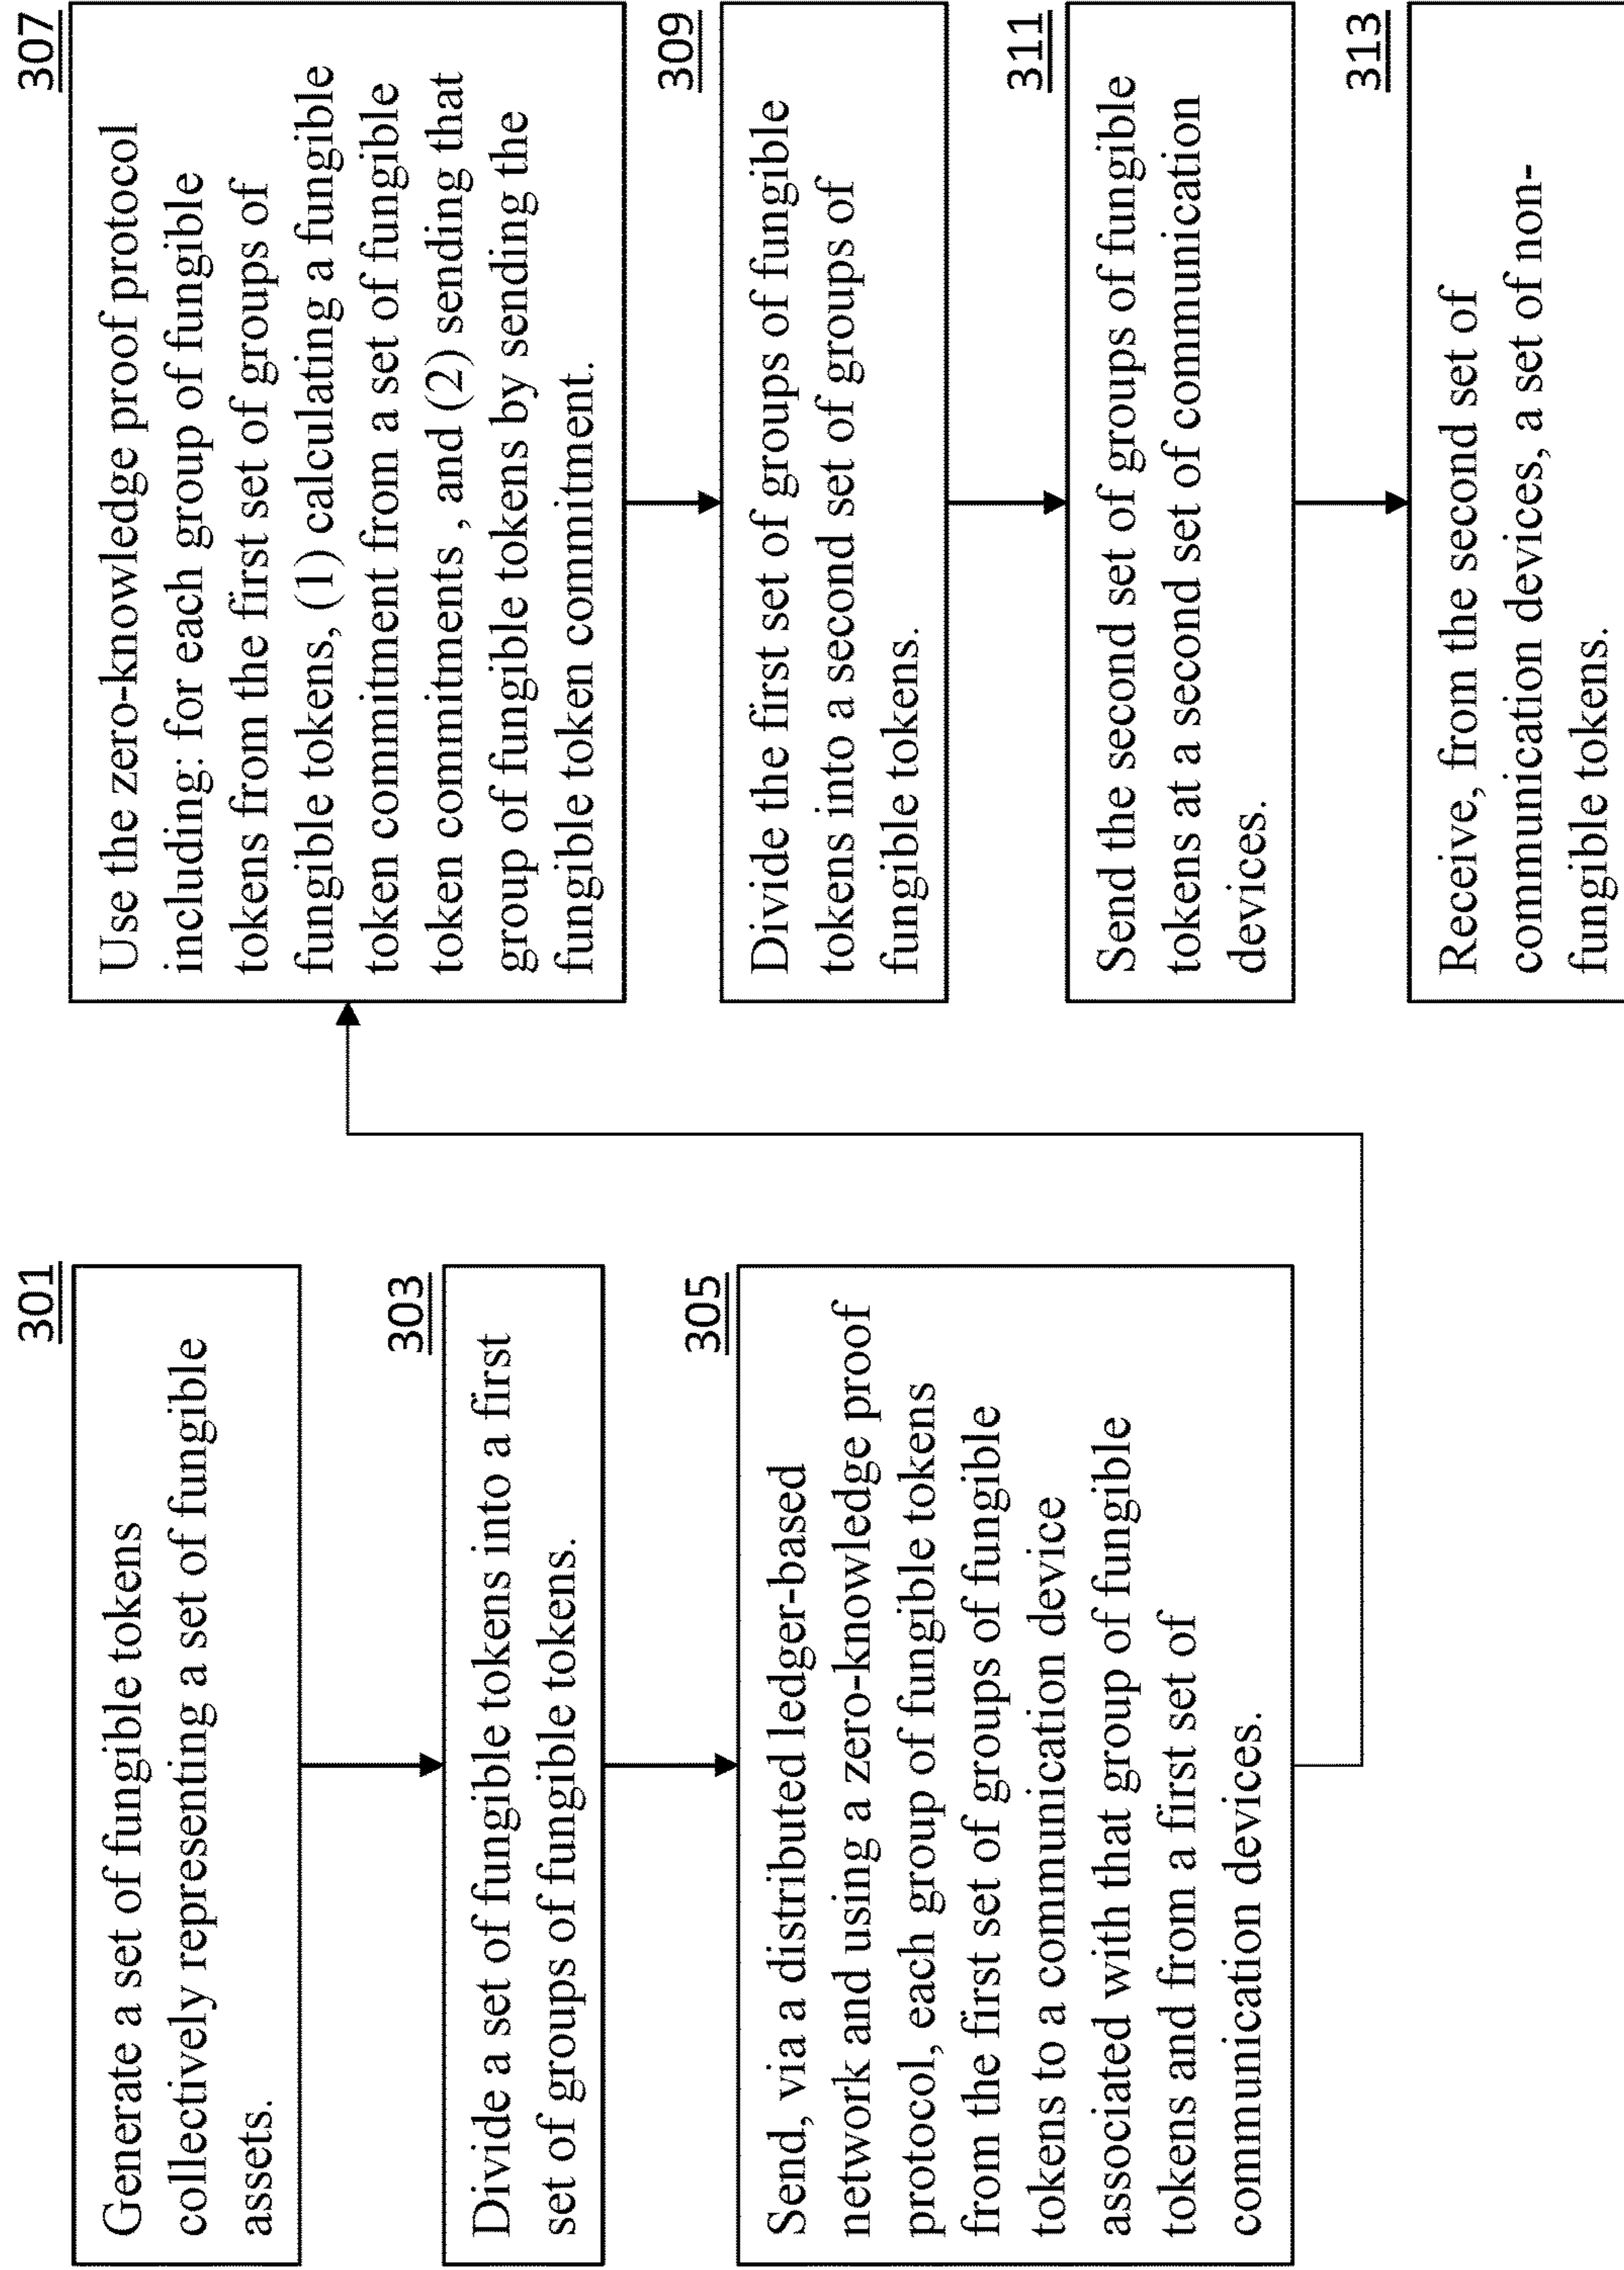 301
Generate a set of fungible tokens
collectively representing a set of fungible
assets.
303
Divide a set of fungible tokens into a first
set of groups of fungible tokens.
305
Send, via a distributed ledger-based
network and using a zero-knowledge proof
protocol, each group of fungible tokens
from the first set of groups of fungible
tokens to a communication device
associated with that group of fungible
tokens and from a first set of
communication devices.
307
Use the zero-knowledge proof protocol
including: for each group of fungible
tokens from the first set of groups of
fungible tokens, (1) calculating a fungible
token commitment from a set of fungible
token commitments , and (2) sending that
group of fungible tokens by sending the
fungible token commitment.
309
Divide the first set of groups of fungible
tokens into a second set of groups of
fungible tokens.
311
Send the second set of groups of fungible
tokens at a second set of communication
devices.
313
Receive, from the second set of
communication devices, a set of non-
fungible tokens.